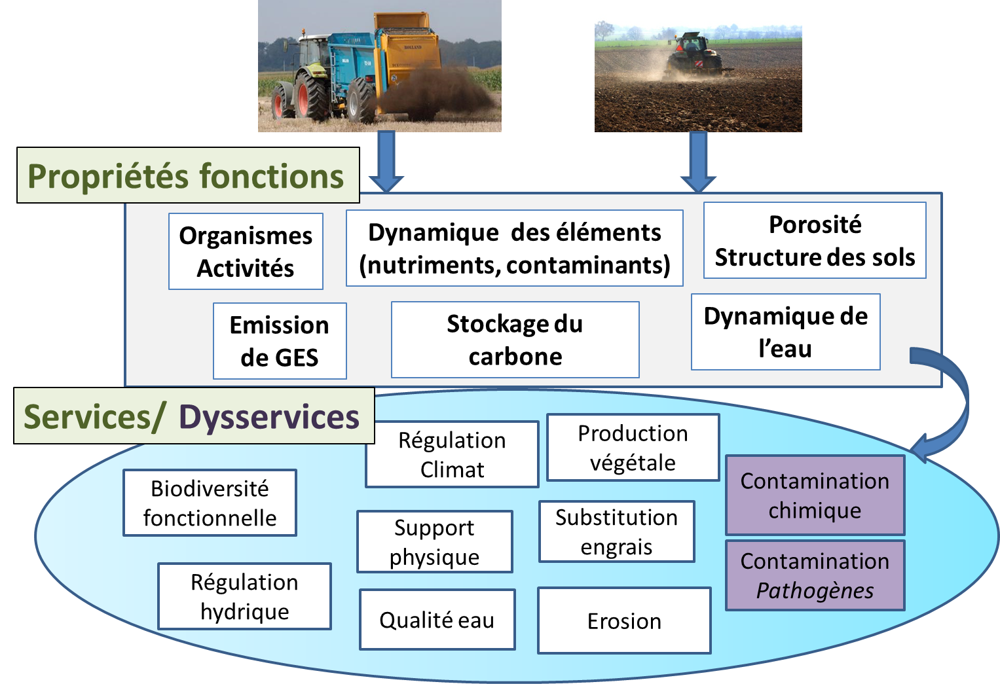 ROLLAND
Propriétés fonctions
Organismes
Activités
Dynamique des éléments
(nutriments, contaminants)
Porosité
Structure des sols
Emission
de GES
Stockage du
carbone
Dynamique de
l’eau
Services/ Dysservices
Régulation
Climat
Production
végétale
Contamination
chimique
Biodiversité
fonctionnelle
Support
physique
Substitution
engrais
Contamination
Pathogènes
Régulation
hydrique
Qualité eau
Erosion